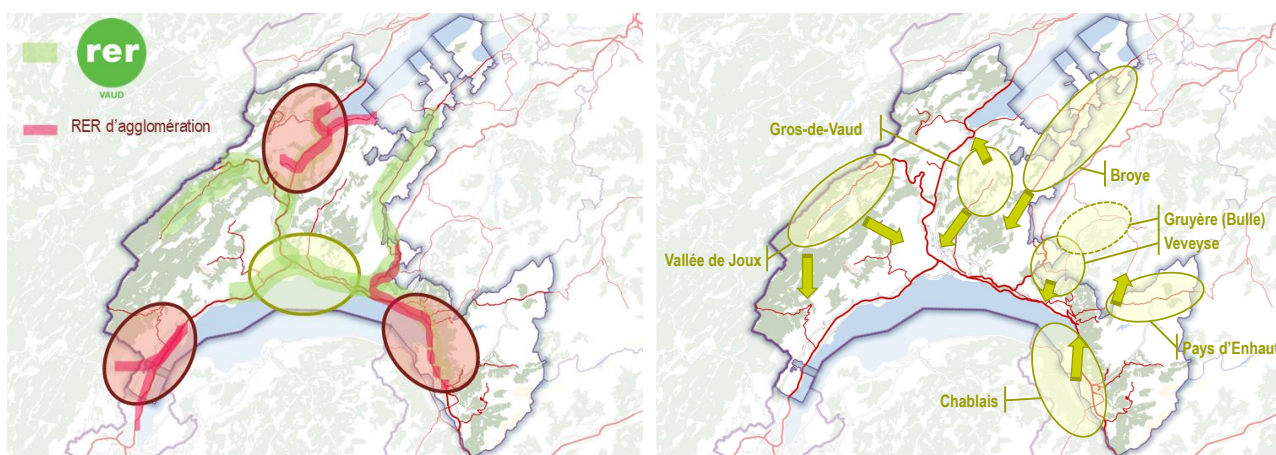 rer
VAUD
RER d'agglomération
Gros-de-Vaud
Broye
Gruyère (Bulle)
Veveyse
Vallée de Joux
Pays d'Enhaut
Chablais